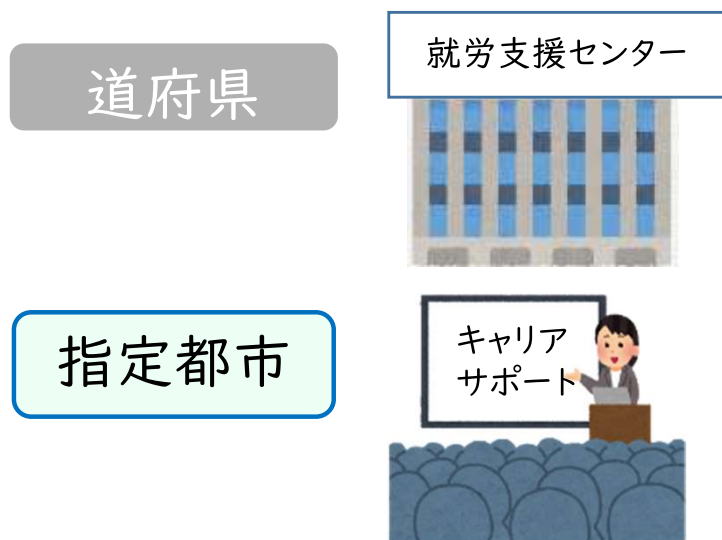 道府県
就労支援センター
指定都市
キャリア
サポート